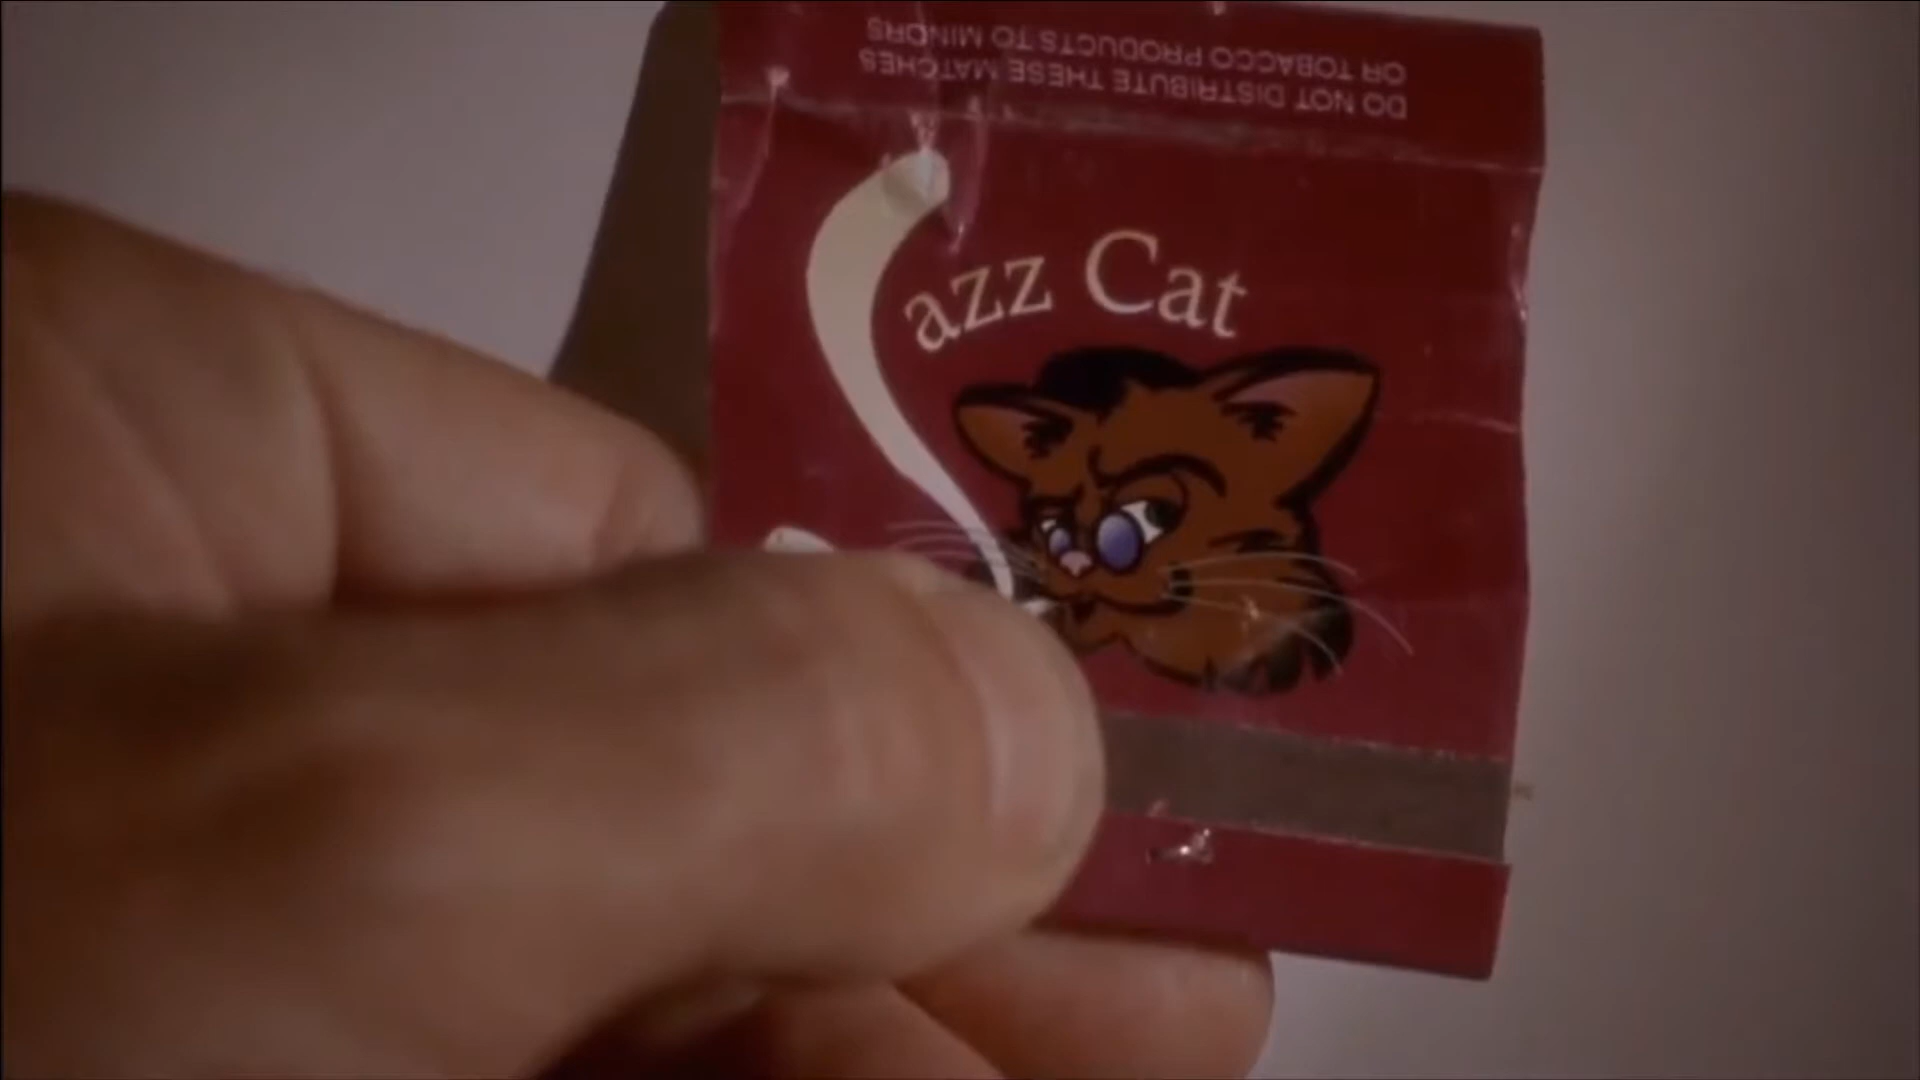 DO NOT DISTRIBUTE THESE MATCHES
OR TOBACCO PRODUCTS TO MINORS
azz Cat